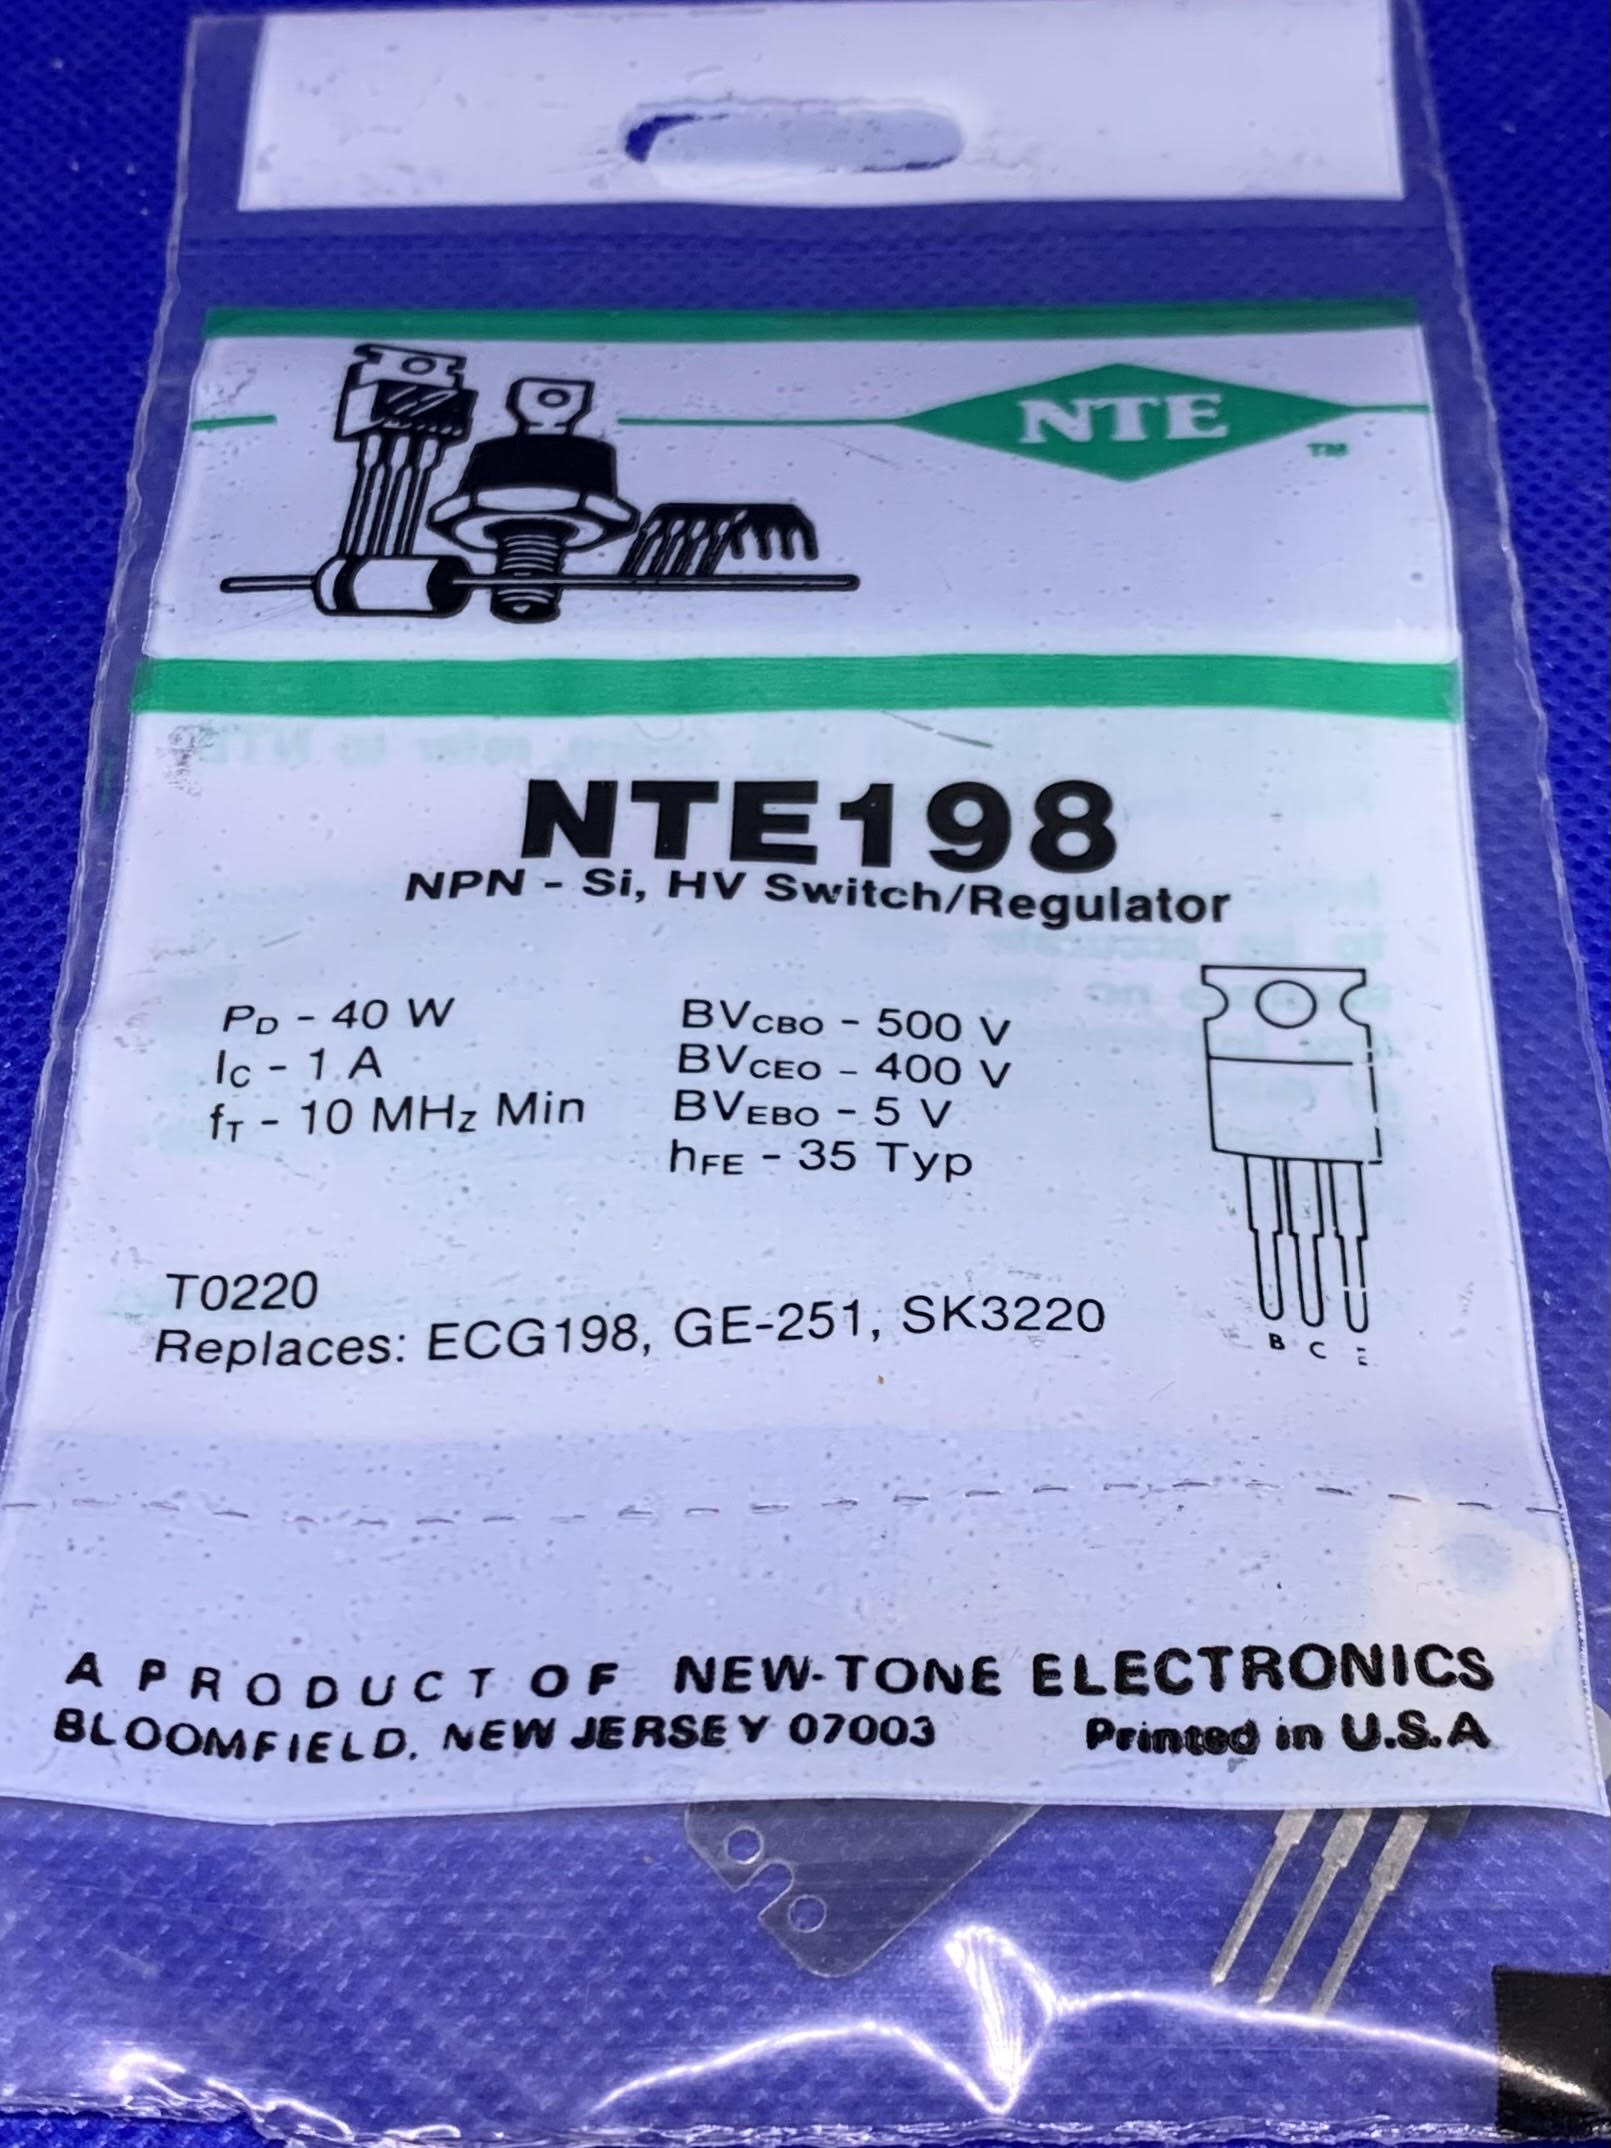 NTE
TM
NTE198
NPN - Si, HV Switch/Regulator
PD - 40 W
IC - 1 A
fT - 10 MHz Min
BVCBO - 500 V
BVCEO - 400 V
BVEBO - 5 V
hFE - 35 Typ
T0220
Replaces: ECG198, GE-251, SK3220
B C E
A PRODUCT OF NEW-TONE ELECTRONICS
BLOOMFIELD, NEW JERSEY 07003 Printed in U.S.A